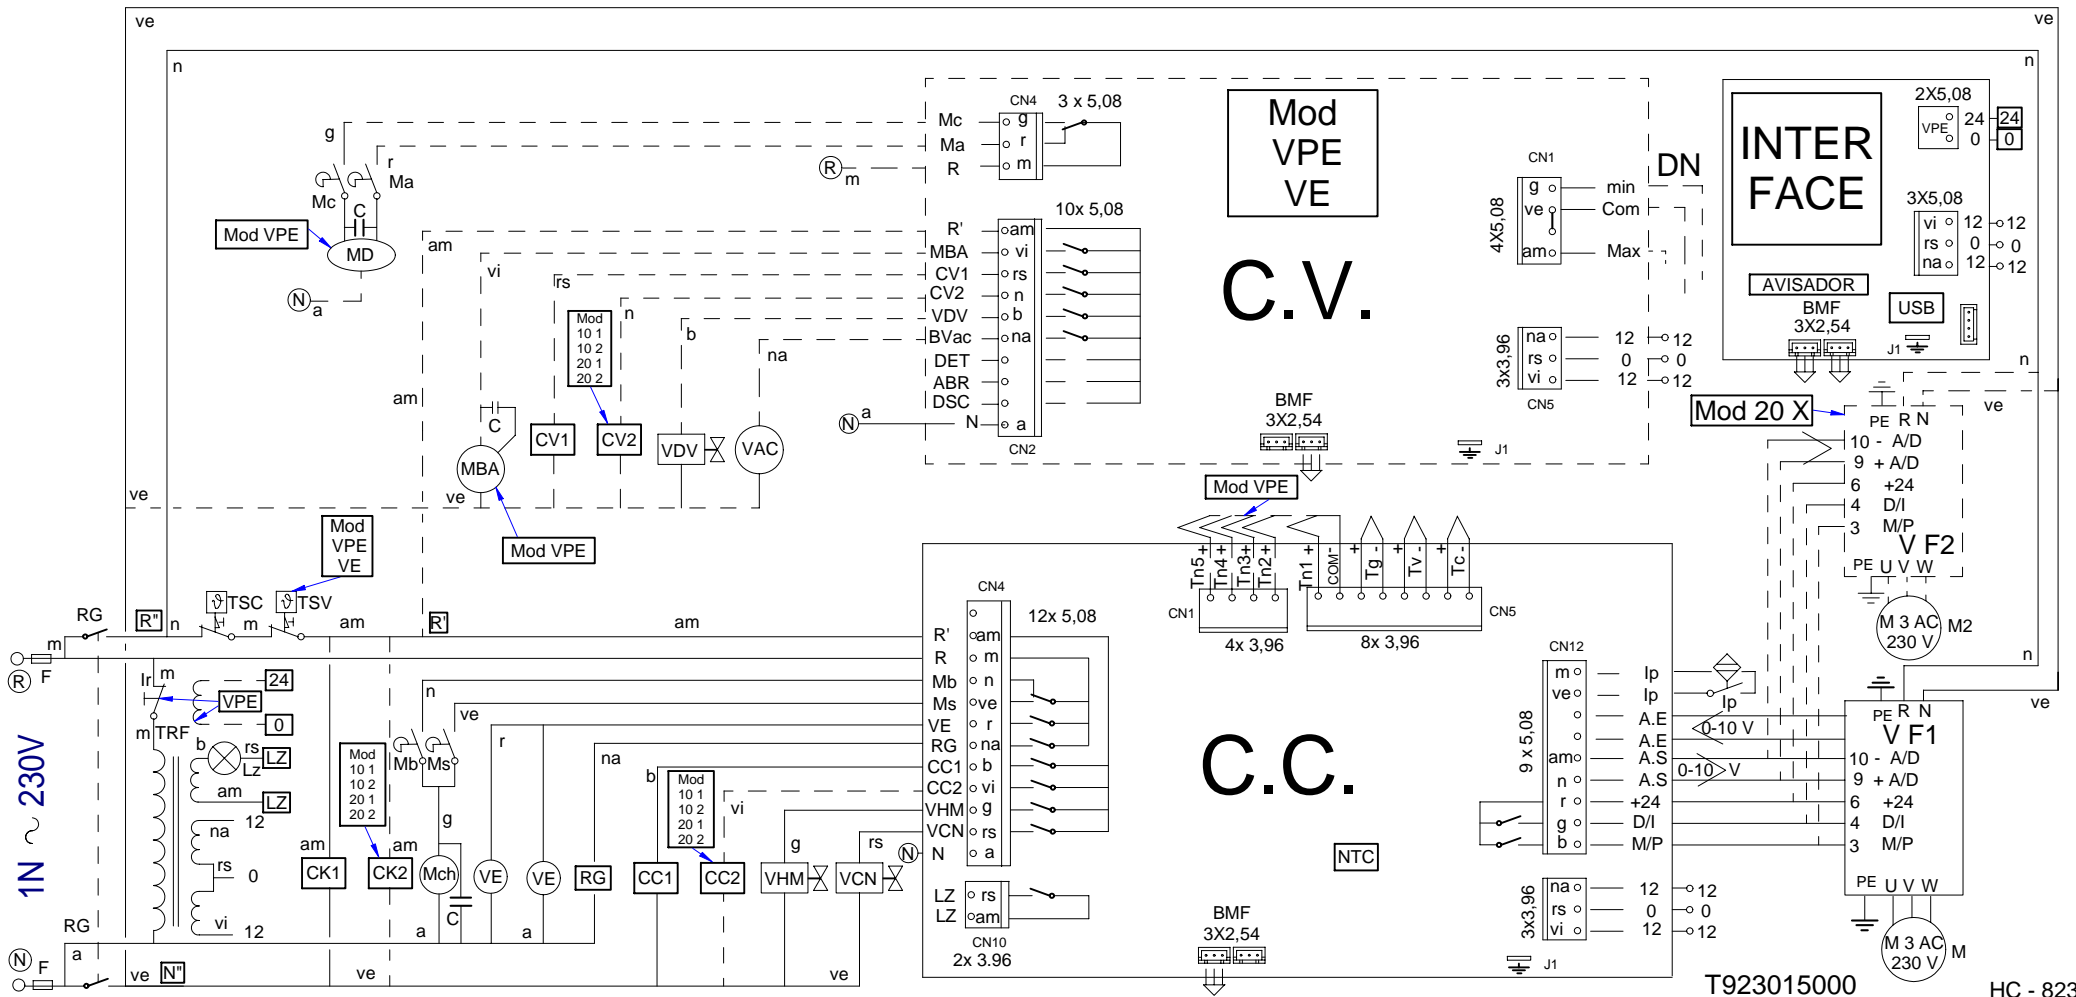 ve
ve
n
n
g
r
Mc
Ma
C
MD
Mod VPE
N
a
R
m
Mc
Ma
R
CN4
3 x 5,08
g
r
m
Mod
VPE
VE
C.V.
10x 5,08
R'
MBA
CV1
CV2
VDV
BVac
DET
ABR
DSC
N
am
vi
rs
n
b
na
a
CN2
N
a
am
vi
rs
n
b
na
am
Mod
10 1
10 2
20 1
20 2
C
MBA
CV1
CV2
VDV
VAC
ve
ve
Mod VPE
CN1
4X5,08
g
ve
am
min
Com
Max
DN
3x3,96
na
rs
vi
12
0
12
12
0
12
CN5
BMF
3X2,54
J1
INTER
FACE
2X5,08
VPE
24
0
24
0
3X5,08
vi
rs
na
12
0
12
12
0
12
AVISADOR
BMF
3X2,54
USB
J1
n
ve
Mod 20 X
PE R N
10 - A/D
9 + A/D
6 +24
4 D/I
3 M/P
V F2
PE U V W
M 3 AC
230 V
M2
n
ve
Mod
VPE
VE
TSC
TSV
RG
R"
n
m
am
R'
am
m
R
F
Ir
m
24
VPE
0
m TRF
b
rs
Lz
LZ
am
LZ
na
12
rs
0
vi
12
1N ~ 230V
RG
a
N
F
ve
N"
ve
ve
am
CK1
Mod
10 1
10 2
20 1
20 2
am
CK2
n
ve
Mb
Ms
g
Mch
C
a
a
r
VE
VE
na
RG
b
CC1
Mod
10 1
10 2
20 1
20 2
vi
CC2
g
VHM
rs
VCN
Mod VPE
Tn5 +
Tn4 +
Tn3 +
Tn2 +
CN1
4x 3,96
Tn1 +
COM -
+ Tg -
+ Tv -
+ Tc -
CN5
8x 3,96
CN4
12x 5,08
R'
R
Mb
Ms
VE
RG
CC1
CC2
VHM
VCN
N
N
am
m
n
ve
r
na
b
vi
g
rs
a
LZ
LZ
rs
am
CN10
2x 3.96
C.C.
NTC
BMF
3X2,54
J1
CN12
9 x 5,08
m
ve
am
n
r
g
b
Ip
Ip
A.E
A.E
A.S
A.S
+24
D/I
M/P
Ip
0-10 V
0-10 V
3x3,96
na
rs
vi
12
0
12
12
0
12
PE R N
V F1
10 - A/D
9 + A/D
6 +24
4 D/I
3 M/P
PE U V W
M 3 AC
230 V
M
T923015000
HC - 823